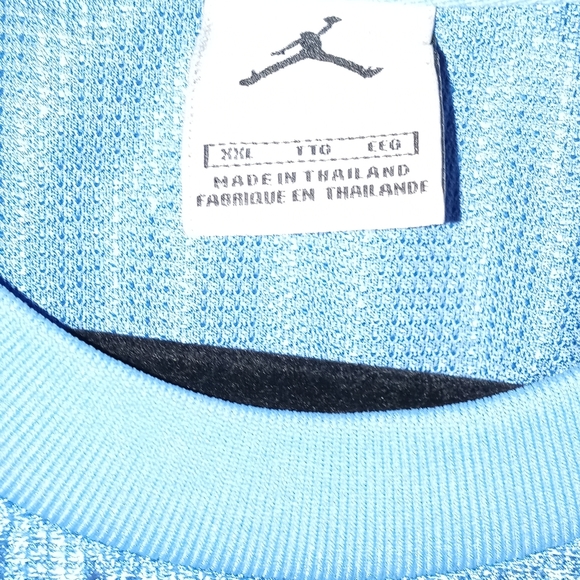 XXL TTG EEG
MADE IN THAILAND
FABRIQUE EN THAILANDE